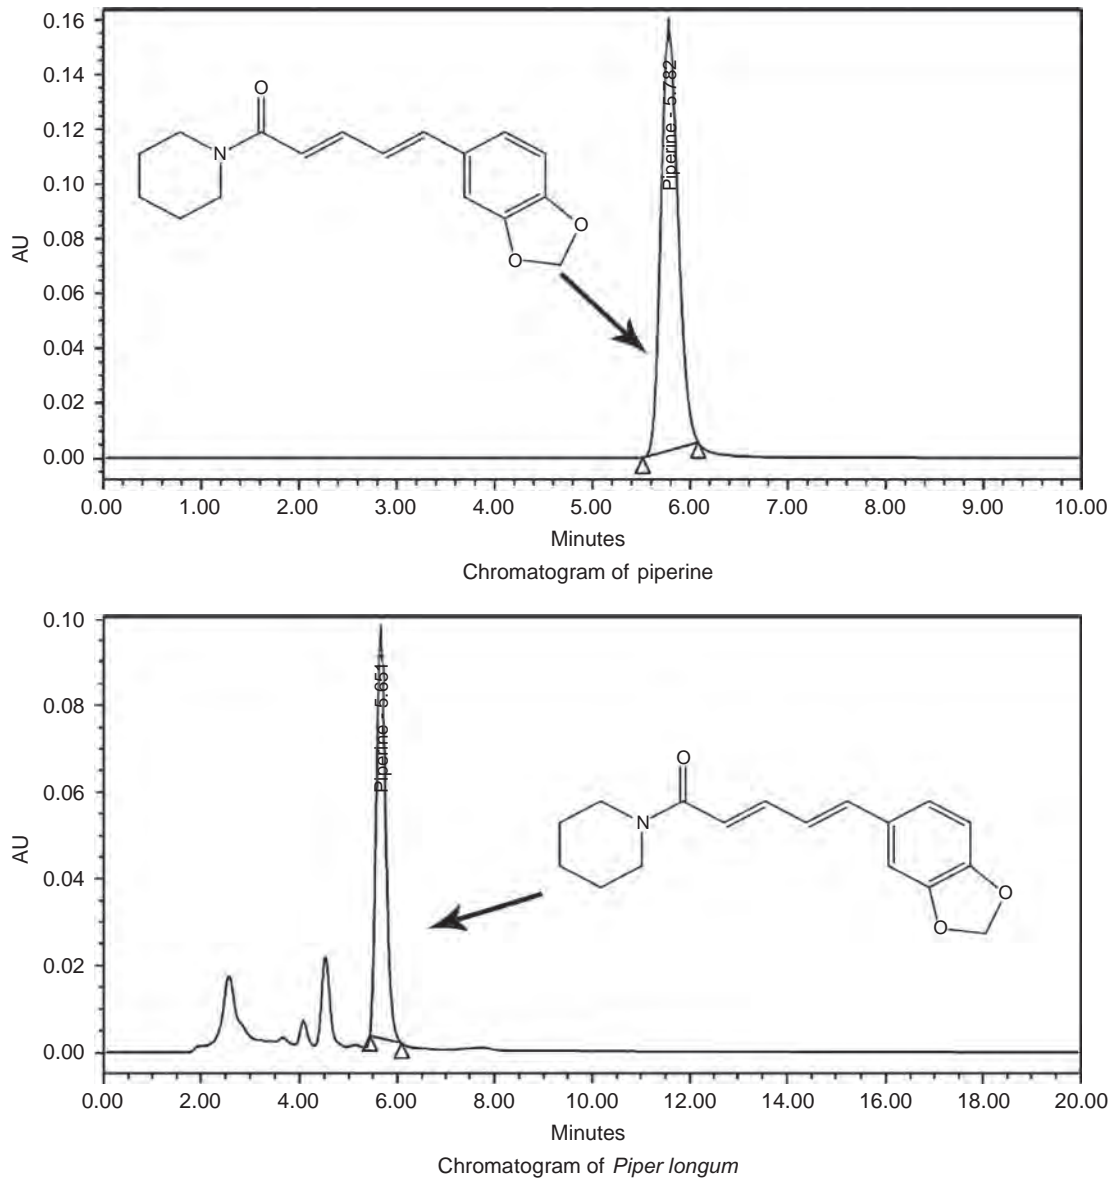 0.16
0.14
0.12
0.10
0.08
0.06
0.04
0.02
0.00
AU
O
N
O
O
Piperine - 5.782
0.00 1.00 2.00 3.00 4.00 5.00 6.00 7.00 8.00 9.00 10.00
Minutes
Chromatogram of piperine
0.10
0.08
0.06
0.04
0.02
0.00
AU
Piperine - 5.651
O
N
O
O
0.00 2.00 4.00 6.00 8.00 10.00 12.00 14.00 16.00 18.00 20.00
Minutes
Chromatogram of Piper longum